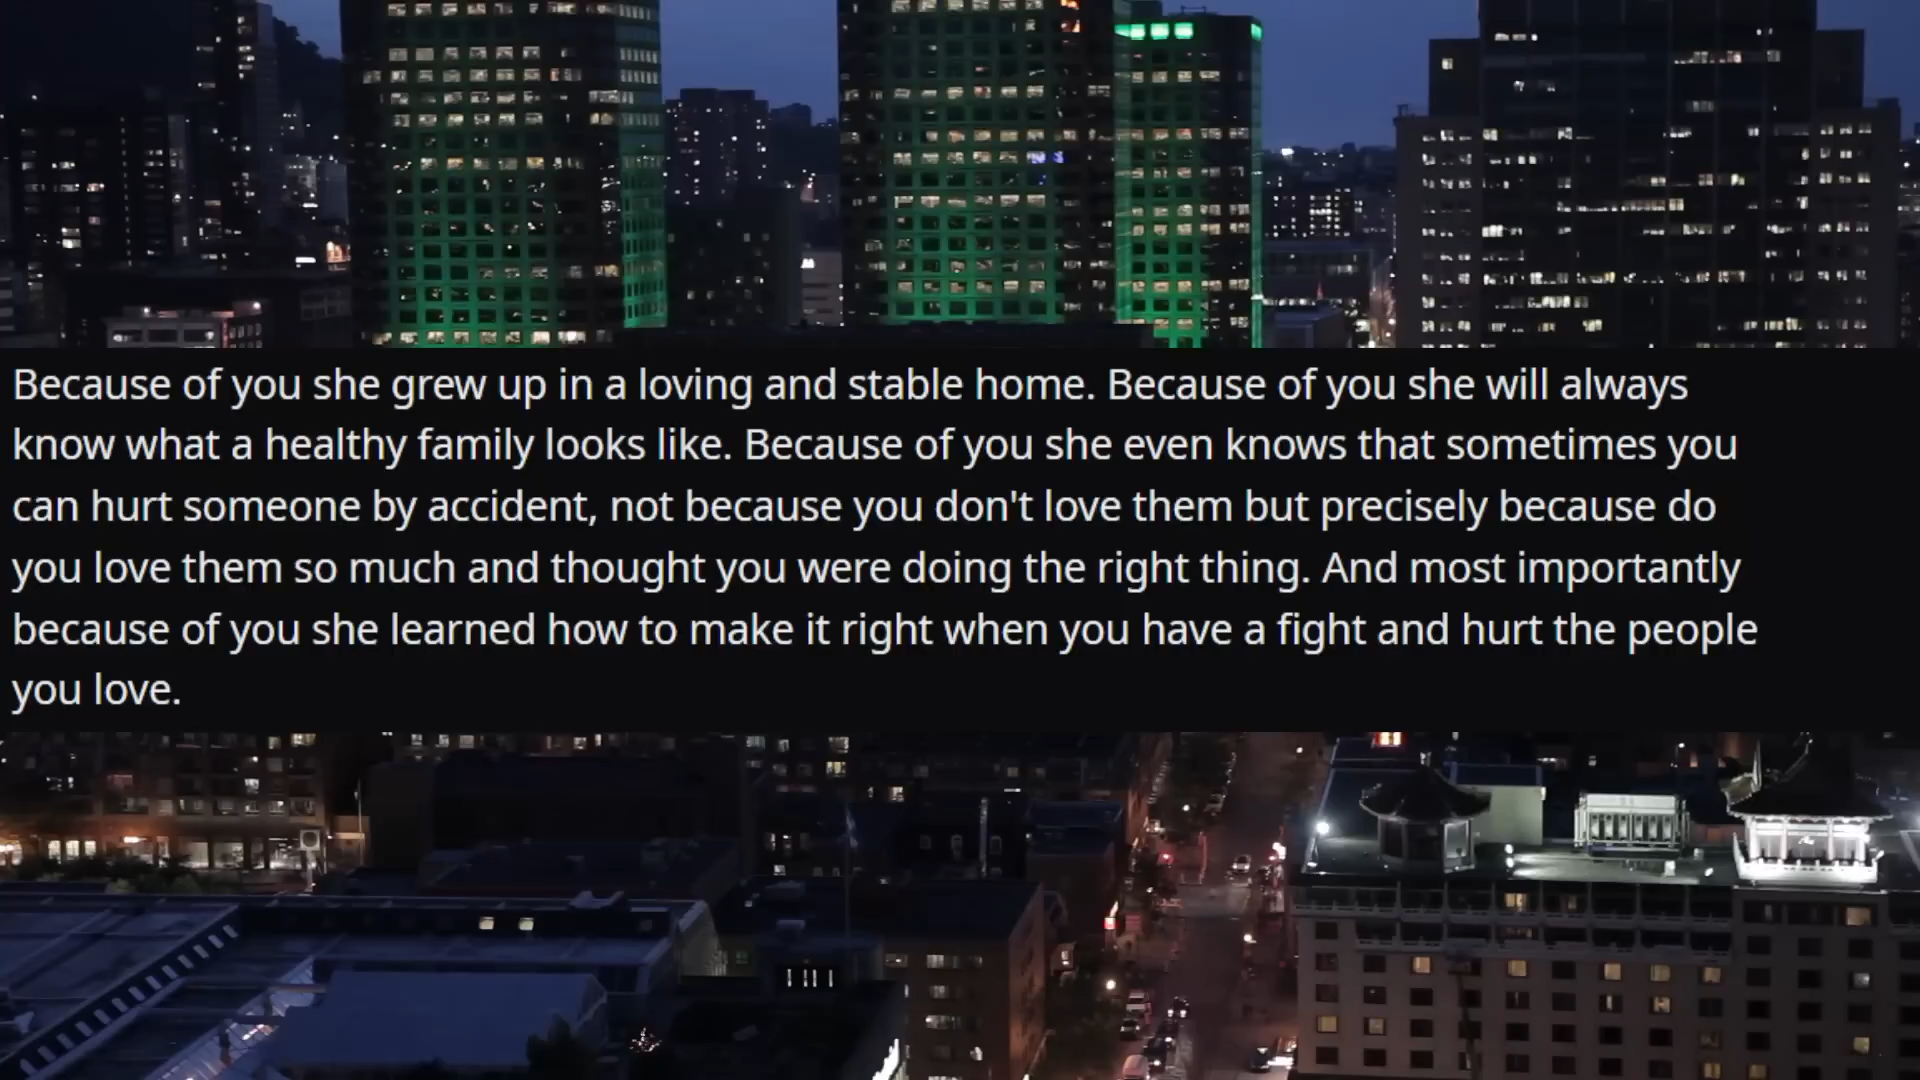 Because of you she grew up in a loving and stable home. Because of you she will always
know what a healthy family looks like. Because of you she even knows that sometimes you
can hurt someone by accident, not because you don't love them but precisely because do
you love them so much and thought you were doing the right thing. And most importantly
because of you she learned how to make it right when you have a fight and hurt the people
you love.